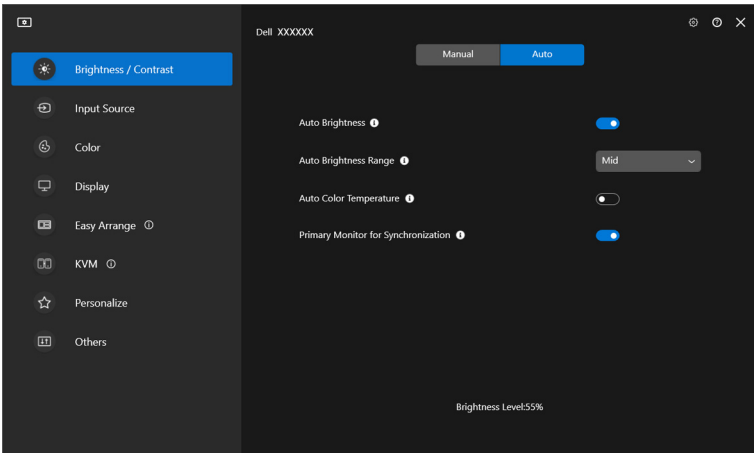 Dell XXXXXX
Manual Auto
Brightness / Contrast
Input Source
Color
Display
Easy Arrange
KVM
Personalize
Others
Auto Brightness
Auto Brightness Range Mid
Auto Color Temperature
Primary Monitor for Synchronization
Brightness Level:55%